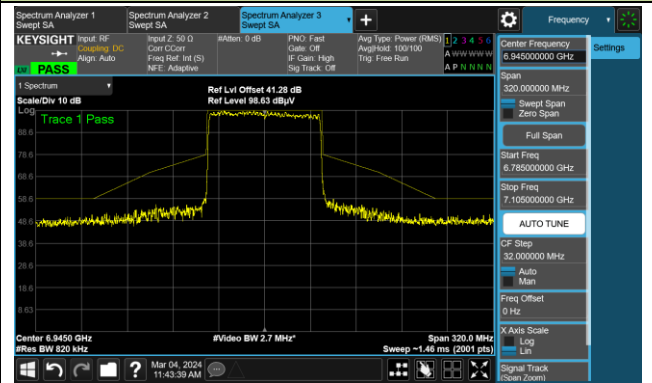 Spectrum Analyzer 1
Swept SA
Spectrum Analyzer 2
Swept SA
Spectrum Analyzer 3
Swept SA
Frequency
KEYSIGHT
Input: RF
Coupling: DC
Align: Auto
Input Z: 50 Ω
Corr CCorr
Freq Ref: Int (S)
NFE: Adaptive
#Atten: 0 dB
PNO: Fast
Gate: Off
IF Gain: High
Sig Track: Off
Avg Type: Power (RMS)
Avg|Hold: 100/100
Trig: Free Run
1 2 3 4 5 6
A W W W W W
A P N N N N
LXI PASS
1 Spectrum
Scale/Div 10 dB
Ref Lvl Offset 41.28 dB
Ref Level 98.63 dBµV
Log
Trace 1 Pass
88.6
78.6
68.6
58.6
48.6
38.6
28.6
18.6
8.63
Center 6.9450 GHz
#Res BW 820 kHz
#Video BW 2.7 MHz*
Span 320.0 MHz
Sweep ~1.46 ms (2001 pts)
Center Frequency
6.945000000 GHz
Settings
Span
320.000000 MHz
Swept Span
Zero Span
Full Span
Start Freq
6.785000000 GHz
Stop Freq
7.105000000 GHz
AUTO TUNE
CF Step
32.000000 MHz
Auto
Man
Freq Offset
0 Hz
X Axis Scale
Log
Lin
Signal Track
(Span Zoom)
?
Mar 04, 2024
11:43:39 AM